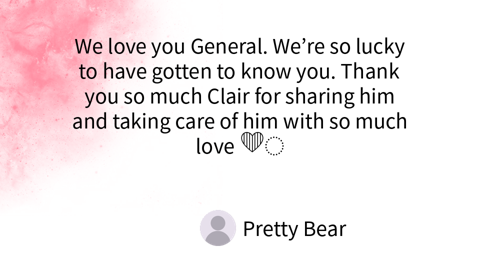 We love you General. We’re so lucky
to have gotten to know you. Thank
you so much Clair for sharing him
and taking care of him with so much
love 💗◌
Pretty Bear